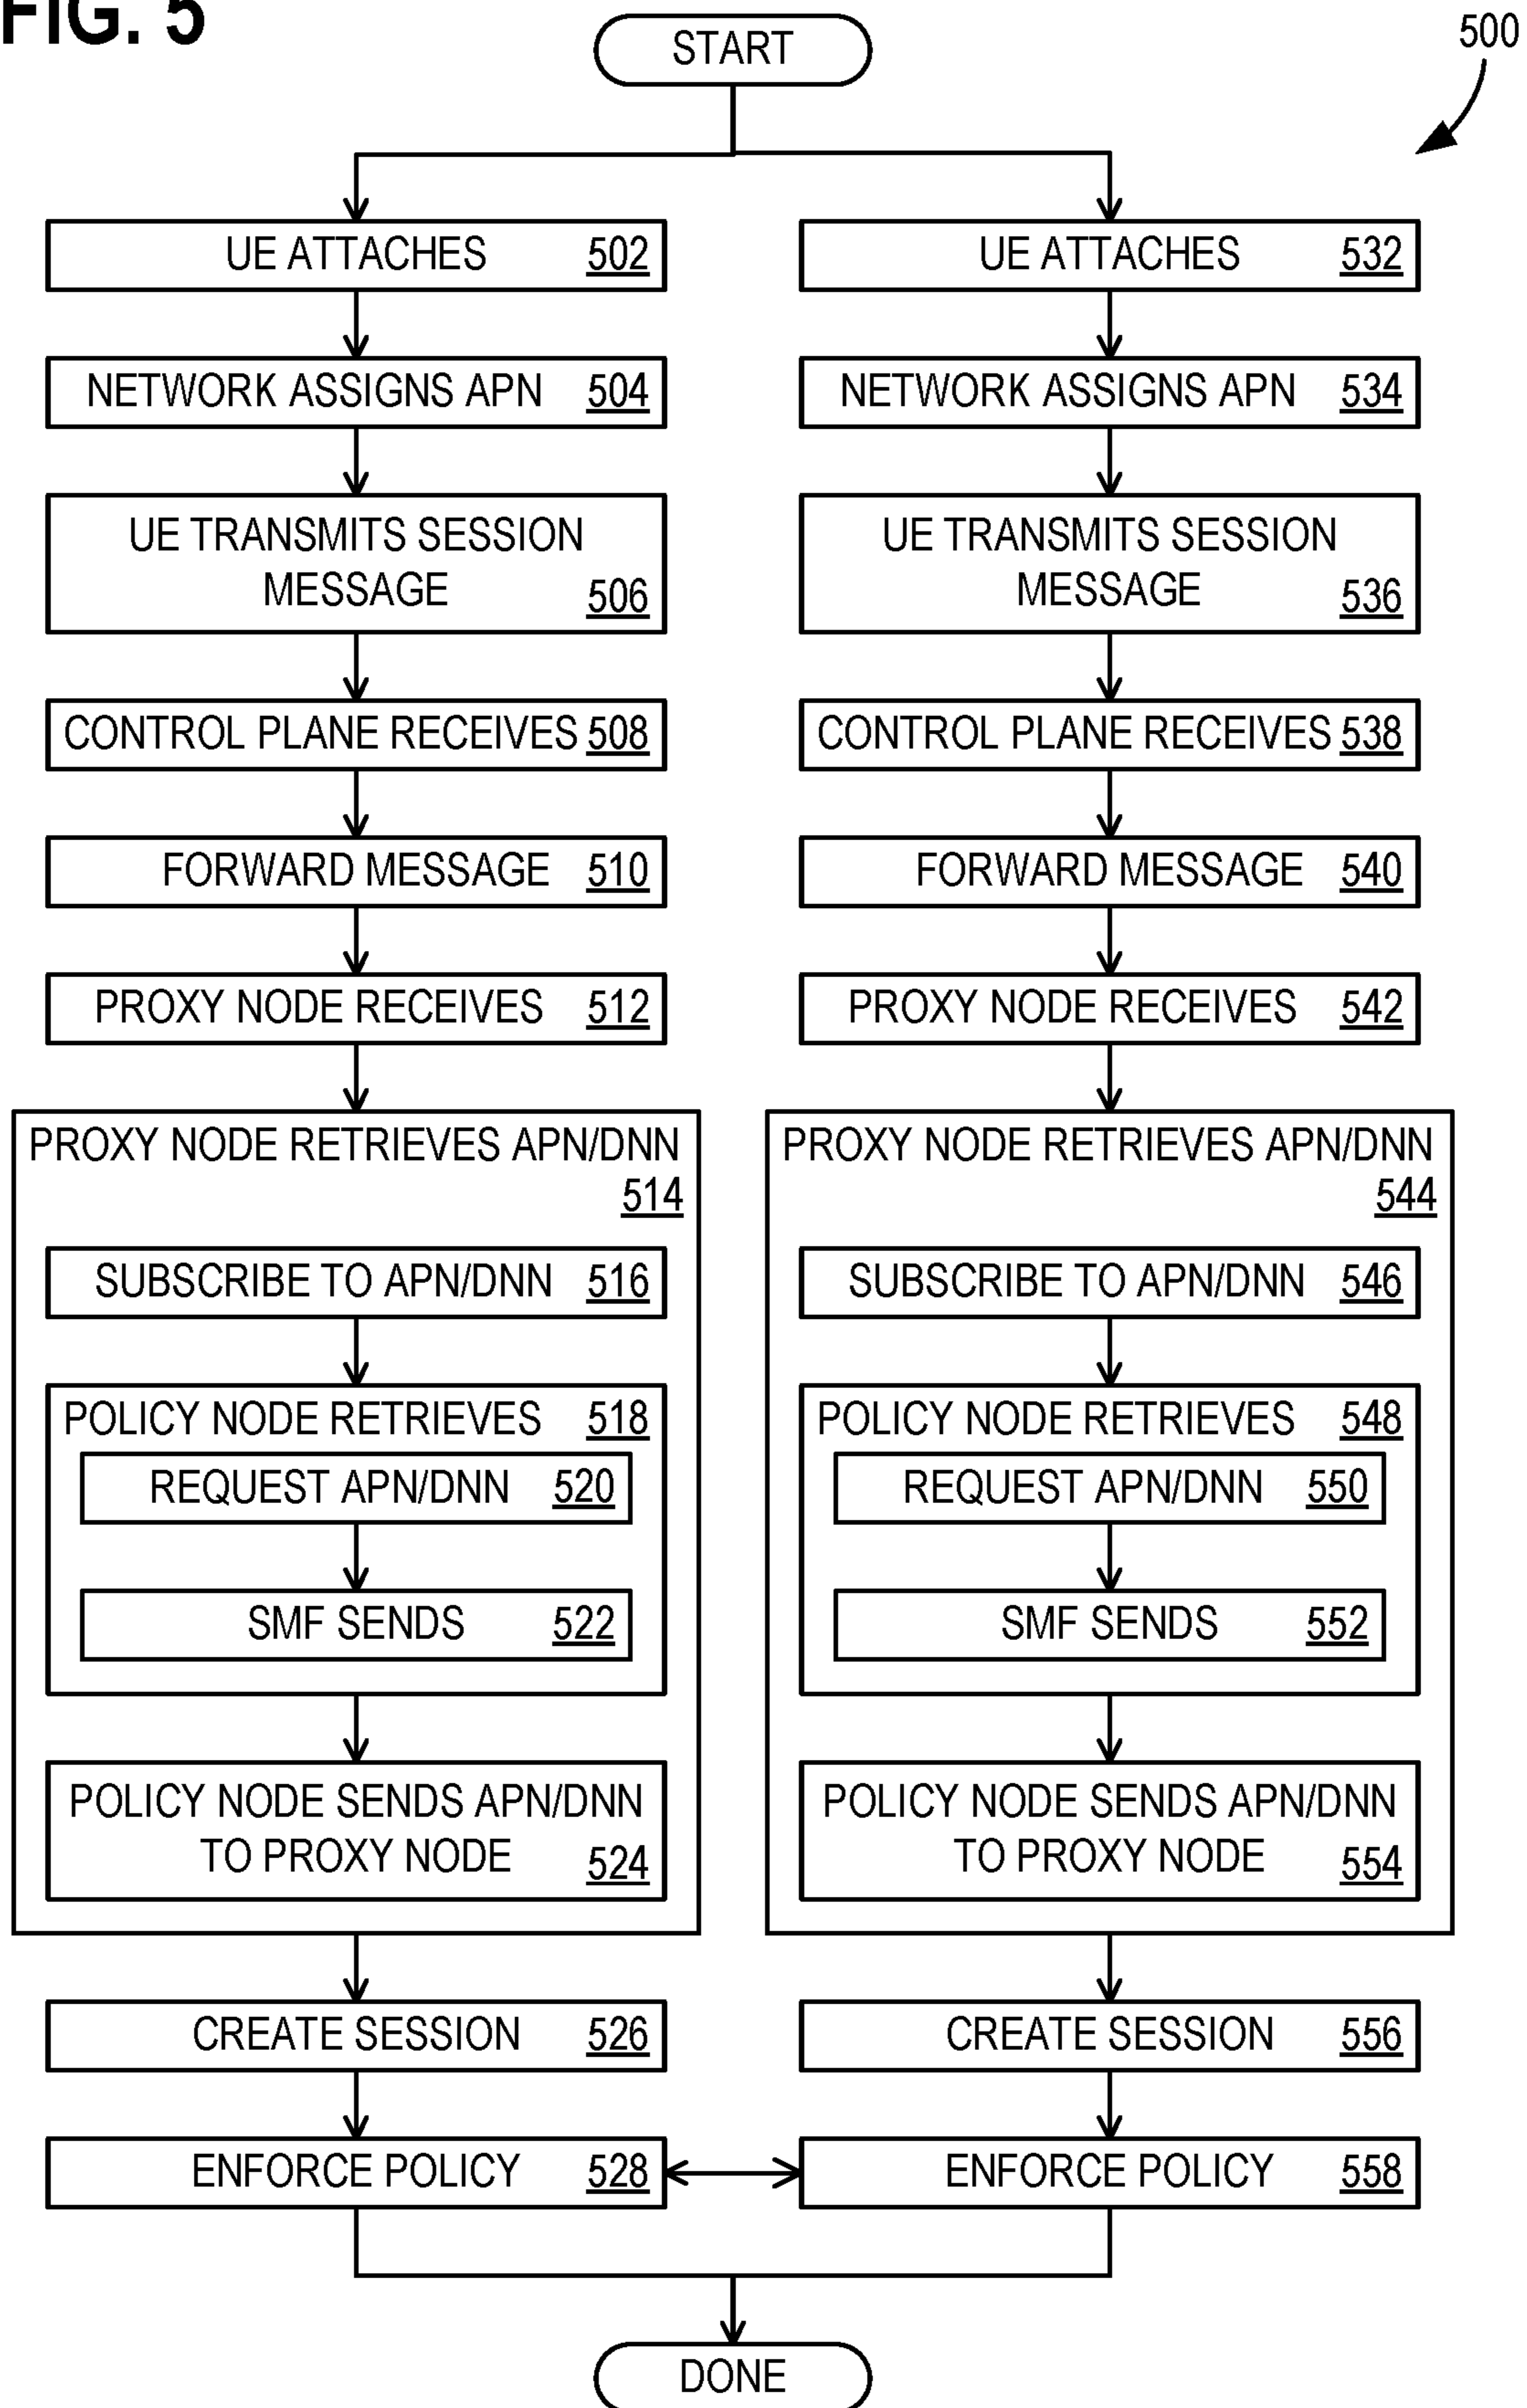 FIG. 5
START
500
UE ATTACHES 502
NETWORK ASSIGNS APN 504
UE TRANSMITS SESSION
MESSAGE 506
CONTROL PLANE RECEIVES 508
FORWARD MESSAGE 510
PROXY NODE RECEIVES 512
PROXY NODE RETRIEVES APN/DNN
514
SUBSCRIBE TO APN/DNN 516
POLICY NODE RETRIEVES 518
REQUEST APN/DNN 520
SMF SENDS 522
POLICY NODE SENDS APN/DNN
TO PROXY NODE 524
CREATE SESSION 526
ENFORCE POLICY 528
UE ATTACHES 532
NETWORK ASSIGNS APN 534
UE TRANSMITS SESSION
MESSAGE 536
CONTROL PLANE RECEIVES 538
FORWARD MESSAGE 540
PROXY NODE RECEIVES 542
PROXY NODE RETRIEVES APN/DNN
544
SUBSCRIBE TO APN/DNN 546
POLICY NODE RETRIEVES 548
REQUEST APN/DNN 550
SMF SENDS 552
POLICY NODE SENDS APN/DNN
TO PROXY NODE 554
CREATE SESSION 556
ENFORCE POLICY 558
DONE